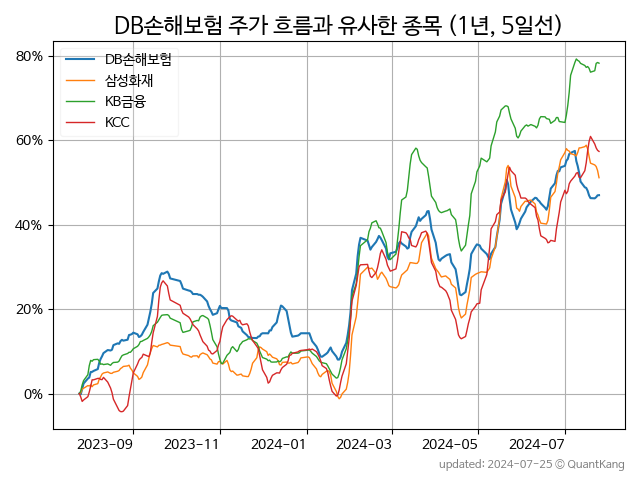 DB손해보험 주가 흐름과 유사한 종목 (1년, 5일선)
DB손해보험
삼성화재
KB금융
KCC
80%
60%
40%
20%
0%
2023-09
2023-11
2024-01
2024-03
2024-05
2024-07
updated: 2024-07-25 © QuantKang